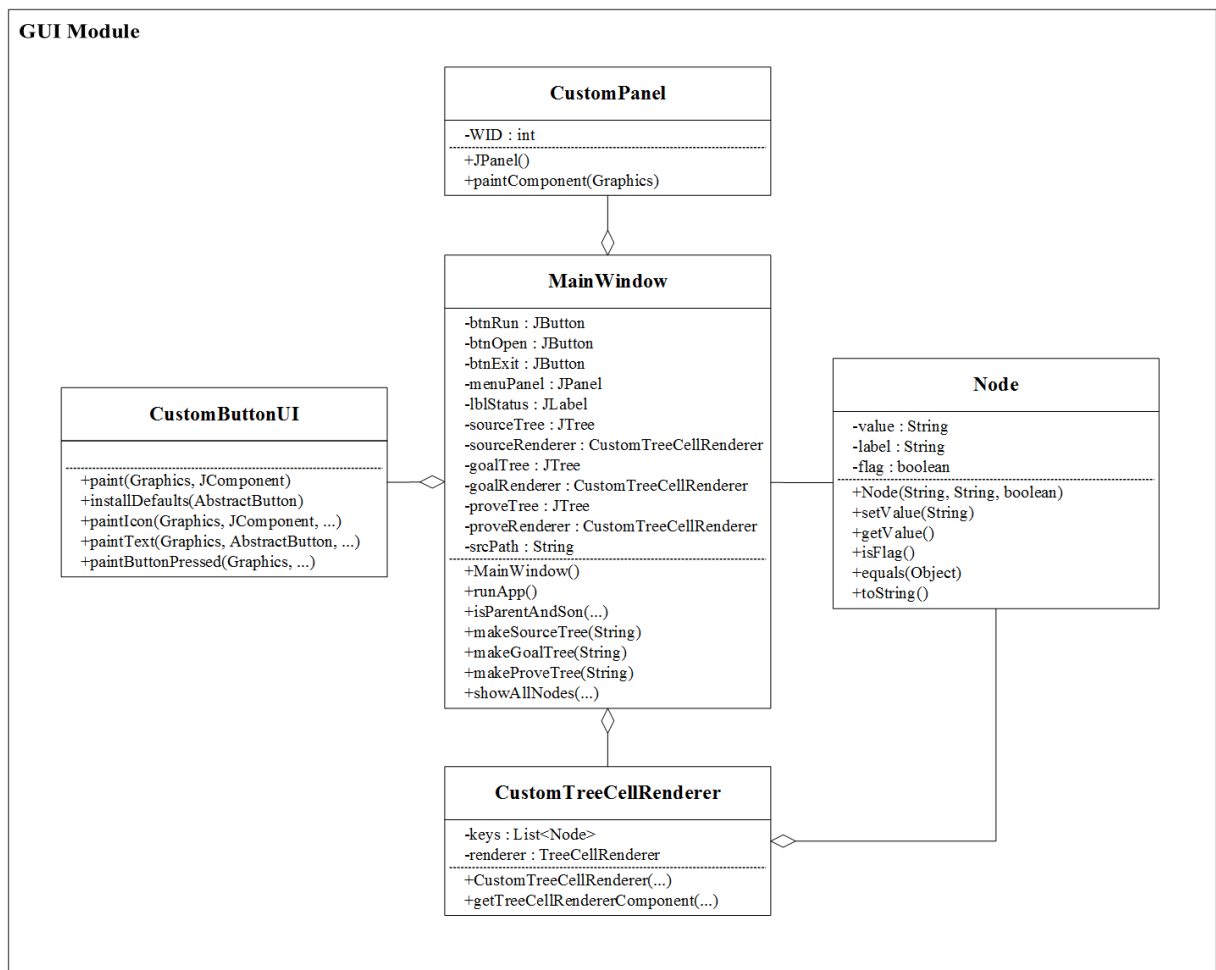 GUI Module
CustomPanel
-WID : int
+JPanel()
+paintComponent(Graphics)
MainWindow
-btnRun : JButton
-btnOpen : JButton
-btnExit : JButton
-menuPanel : JPanel
-lblStatus : JLabel
-sourceTree : JTree
-sourceRenderer : CustomTreeCellRenderer
-goalTree : JTree
-goalRenderer : CustomTreeCellRenderer
-proveTree : JTree
-proveRenderer : CustomTreeCellRenderer
-srcPath : String
+MainWindow()
+runApp()
+isParentAndSon(...)
+makeSourceTree(String)
+makeGoalTree(String)
+makeProveTree(String)
+showAllNodes(...)
CustomButtonUI
+paint(Graphics, JComponent)
+installDefaults(AbstractButton)
+paintIcon(Graphics, JComponent, ...)
+paintText(Graphics, AbstractButton, ...)
+paintButtonPressed(Graphics, ...)
Node
-value : String
-label : String
-flag : boolean
+Node(String, String, boolean)
+setValue(String)
+getValue()
+isFlag()
+equals(Object)
+toString()
CustomTreeCellRenderer
-keys : List<Node>
-renderer : TreeCellRenderer
+CustomTreeCellRenderer(...)
+getTreeCellRendererComponent(...)